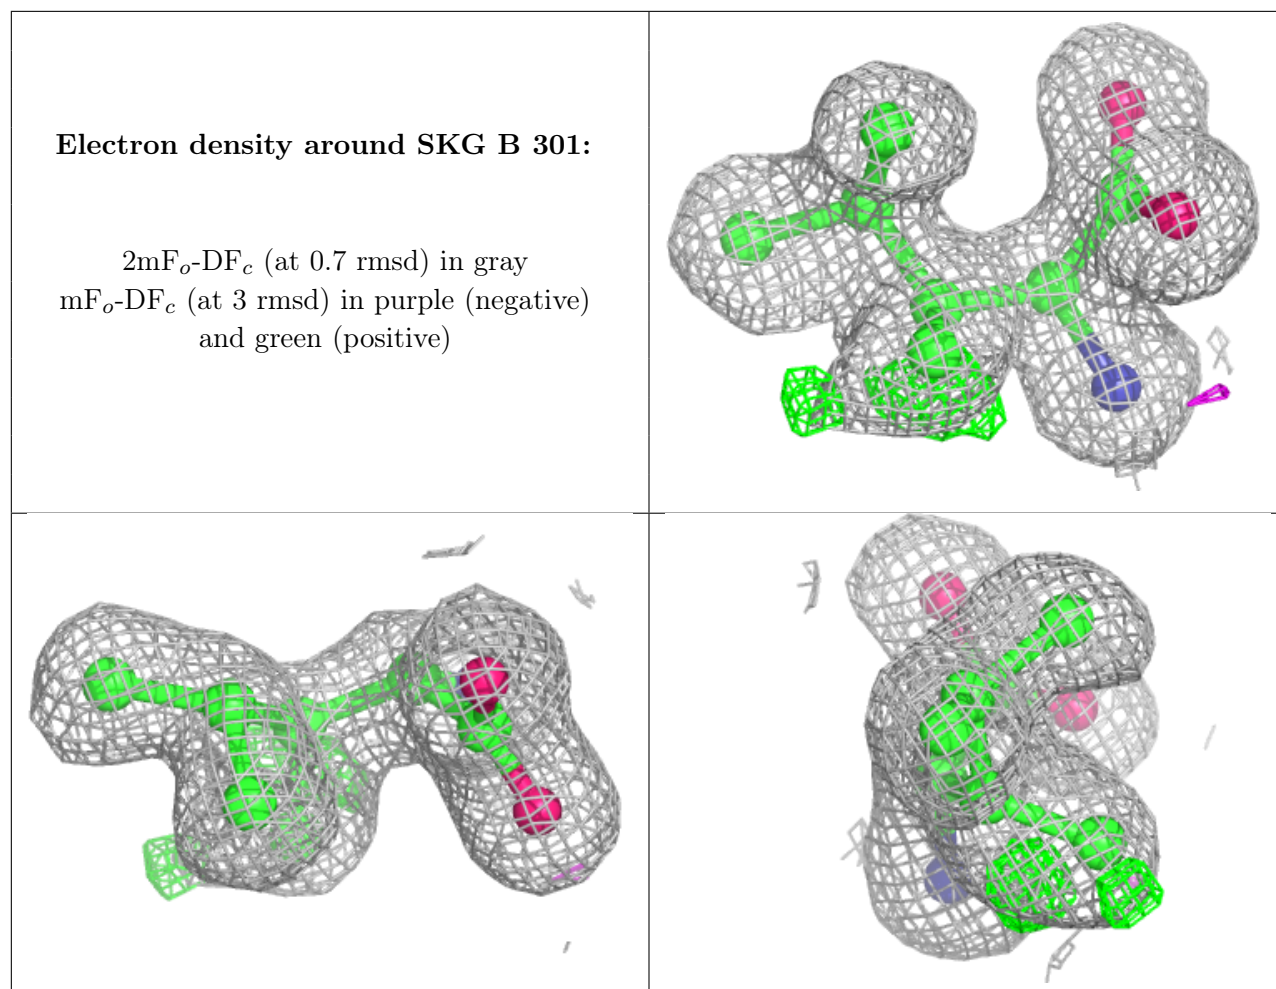 Electron density around SKG B 301:
2mFo-DFc (at 0.7 rmsd) in gray
mFo-DFc (at 3 rmsd) in purple (negative)
and green (positive)